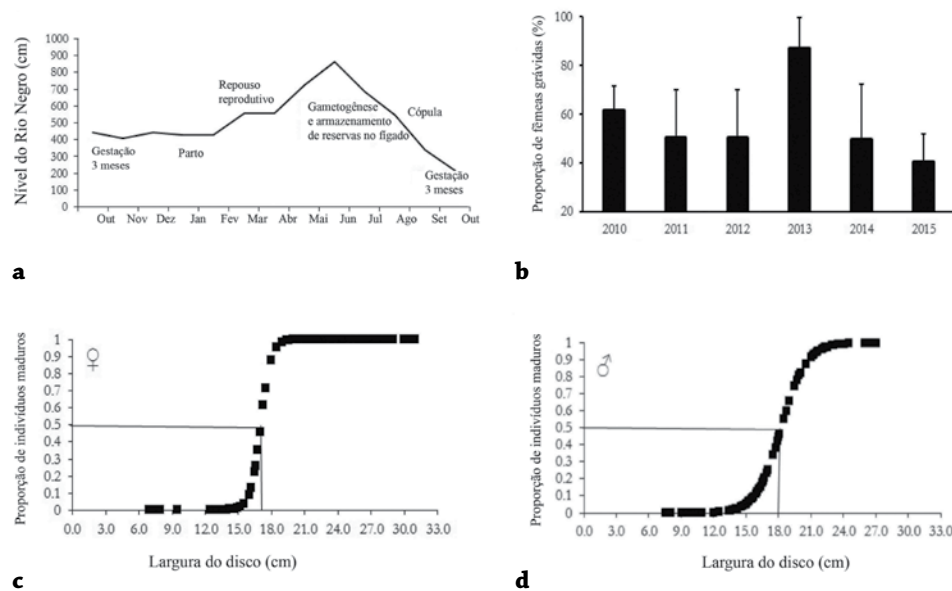 Nível do Rio Negro (cm)
1000
900
800
700
600
500
400
300
200
100
0
Gestação
3 meses
Parto
Repouso
reprodutivo
Gametogênese
e armazenamento
de reservas no fígado
Cópula
Gestação
3 meses
Out Nov Dez Jan Fev Mar Abr Mai Jun Jul Ago Set Out
a
Proporção de fêmeas grávidas (%)
100
80
60
40
20
2010 2011 2012 2013 2014 2015
b
Proporção de indivíduos maduros
♀
1
0.9
0.8
0.7
0.6
0.5
0.4
0.3
0.2
0.1
0
0.0 3.0 6.0 9.0 12.0 15.0 18.0 21.0 24.0 27.0 30.0 33.0
Largura do disco (cm)
c
Proporção de indivíduos maduros
♂
1
0.9
0.8
0.7
0.6
0.5
0.4
0.3
0.2
0.1
0
0.0 3.0 6.0 9.0 12.0 15.0 18.0 21.0 24.0 27.0 30.0 33.0
Largura do disco (cm)
d